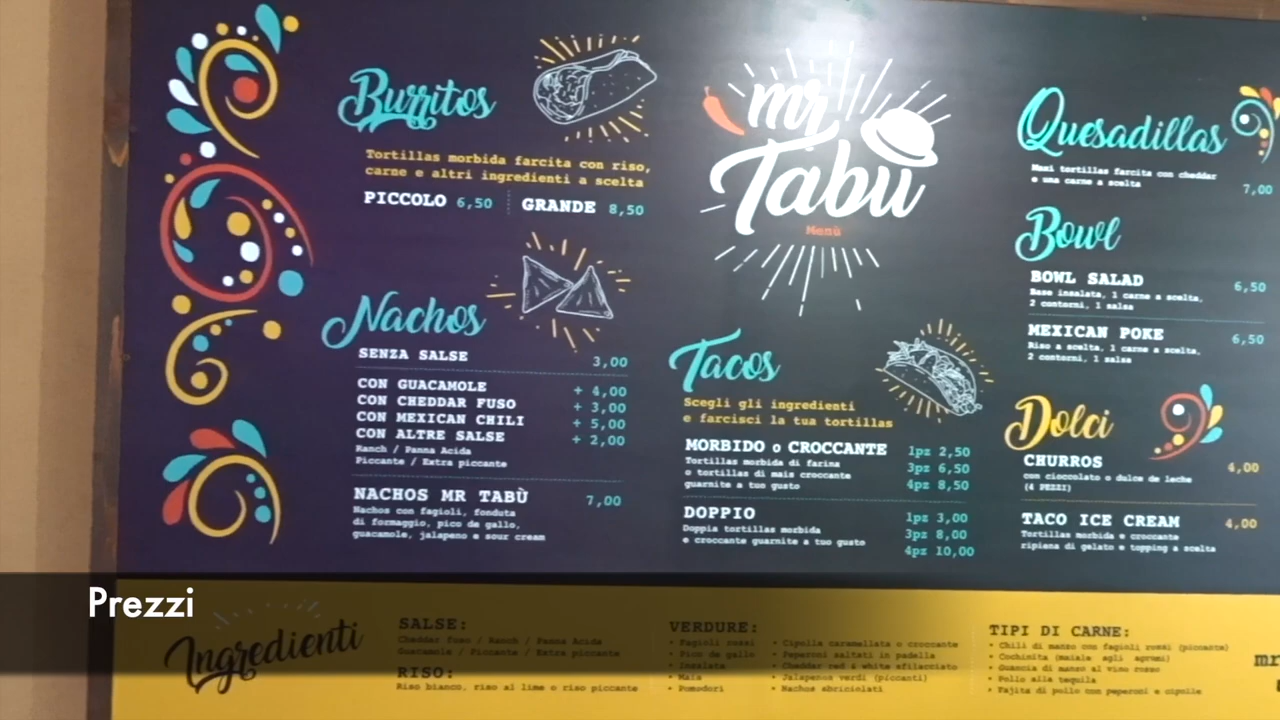 Burritos
Tortillas morbida farcita con riso,
carne e altri ingredienti a scelta
PICCOLO 6,50 GRANDE 8,50
Nachos
SENZA SALSE 3,00
CON GUACAMOLE + 4,00
CON CHEDDAR FUSO + 3,00
CON MEXICAN CHILI + 5,00
CON ALTRE SALSE + 2,00
Ranch / Panna Acida
Piccante / Extra piccante
NACHOS MR TABÙ 7,00
Nachos con fagioli, fonduta
di formaggio, pico de gallo,
guacamole, jalapeno e sour cream
mr
Tabù
Menù
Tacos
Scegli gli ingredienti
e farcisci la tua tortillas
MORBIDO o CROCCANTE 1pz 2,50
Tortillas morbida di farina 3pz 6,50
o tortillas di mais croccante 4pz 8,50
guarnite a tuo gusto
DOPPIO 1pz 3,00
Doppia tortillas morbida 3pz 8,00
e croccante guarnite a tuo gusto 4pz 10,00
Quesadillas
Maxi tortillas farcita con cheddar
e una carne a scelta 7,00
Bowl
BOWL SALAD 6,50
Base insalata, 1 carne a scelta,
2 contorni, 1 salsa
MEXICAN POKE 6,50
Riso a scelta, 1 carne a scelta,
2 contorni, 1 salsa
Dolci
CHURROS 4,00
con cioccolato o dulce de leche
(4 PEZZI)
TACO ICE CREAM 4,00
Tortillas morbida o croccante
ripiena di gelato e topping a scelta
Prezzi
Ingredienti
SALSE:
Cheddar fuso / Ranch / Panna Acida
Guacamole / Piccante / Extra piccante
RISO:
Riso bianco, riso al lime o riso piccante
VERDURE:
• Fagioli rossi
• Pico de gallo
• Insalata
• Mais
• Pomodori
• Cipolla caramellata o croccante
• Peperoni saltati in padella
• Cheddar red & white sfilacciato
• Jalapenos verdi (piccanti)
• Nachos sbriciolati
TIPI DI CARNE:
• Chili di manzo con fagioli rossi (piccante)
• Cochinita (maiale agli agrumi)
• Guancia di manzo al vino rosso
• Pollo alla tequila
• Fajita di pollo con peperoni e cipolle
mr